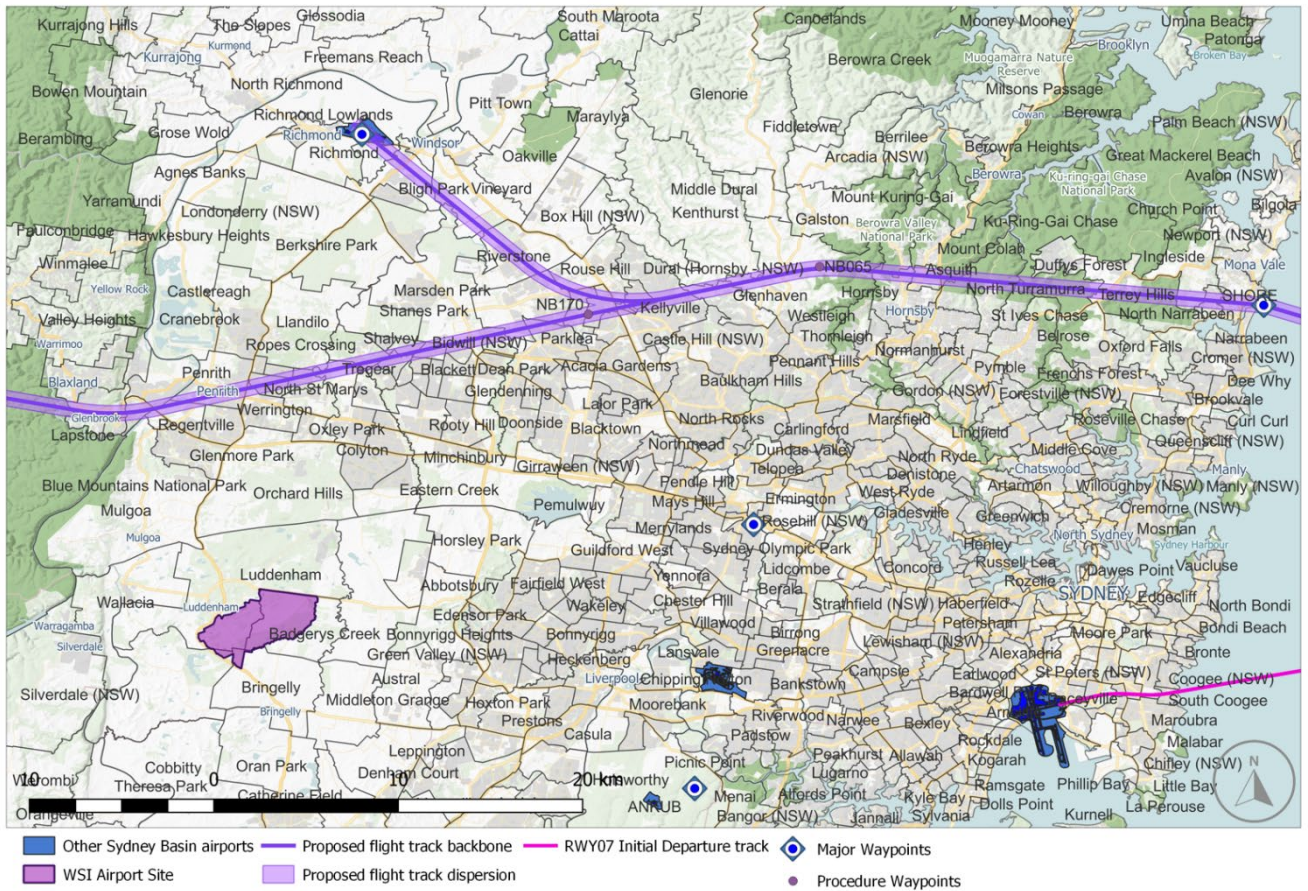 Kurrajong Hills
The Slopes
Glossodia
South Maroota
Canoelands
Mooney Mooney
Umina Beach
Patonga
Cattai
Kurmond
Kurrajong
Freemans Reach
Brooklyn
Broken Bay
Berowra Creek
Muogamarra Nature
Reserve
North Richmond
Bowen Mountain
Pitt Town
Glenorie
Milsons Passage
Richmond Lowlands
Maraylya
Cowan
Berowra
Grose Wold
Richmond
Windsor
Fiddletown
Palm Beach (NSW)
Berambing
Richmond
Oakville
Berrilee
Arcadia (NSW)
Berowra Heights
Great Mackerel Beach
Agnes Banks
Berowra
Ku-ring-gai Chase
National Park
Avalon (NSW)
Bligh Park
Vineyard
Middle Dural
Mount Kuring-Gai
Yarramundi
Londonderry (NSW)
Box Hill (NSW)
Kenthurst
Galston
Berowra Valley
National Park
Ku-Ring-Gai Chase
Church Point
Bilgola
Faulconbridge
Hawkesbury Heights
Berkshire Park
Newport (NSW)
Mount Colah
Winmalee
Riverstone
Rouse Hill
Dural (Hornsby - NSW)
NB065
Asquith
Duffys Forest
Ingleside
Mona Vale
Yellow Rock
Castlereagh
Marsden Park
Glenhaven
Hornsby
North Turramurra
Terrey Hills
SHORE
Valley Heights
Cranebrook
Shanes Park
NB170
Kellyville
Westleigh
Hornsby
St Ives Chase
North Narrabeen
Llandilo
Warrimoo
Ropes Crossing
Shalvey
Bidwill (NSW)
Parklea
Castle Hill (NSW)
Thornleigh
Normanhurst
Belrose
Oxford Falls
Narrabeen
Cromer (NSW)
Blaxland
Penrith
Tregear
Blackett
Dean Park
Acacia Gardens
Pennant Hills
Pymble
Frenchs Forest
Dee Why
Penrith
North St Marys
Glendenning
Baulkham Hills
Gordon (NSW)
Forestville (NSW)
Brookvale
Glenbrook
Werrington
Lalor Park
Lapstone
Regentville
Oxley Park
Rooty Hill
Doonside
Blacktown
North Rocks
Carlingford
Marsfield
Lindfield
Roseville Chase
Curl Curl
Queenscliff (NSW)
Glenmore Park
Colyton
Minchinbury
Northmead
Dundas Valley
North Ryde
Middle Cove
Girraween (NSW)
Telopea
Chatswood
Manly
Blue Mountains National Park
Orchard Hills
Eastern Creek
Pendle Hill
Denistone
Artarmon
Willoughby (NSW)
Manly (NSW)
Mulgoa
Pemulwuy
Mays Hill
Ermington
West Ryde
Gladesville
Greenwich
Cremorne (NSW)
Merrylands
Rosehill (NSW)
Mosman
Mulgoa
Horsley Park
Guildford West
Sydney Olympic Park
Henley
North Sydney
Sydney Harbour
Luddenham
Abbotsbury
Fairfield West
Yennora
Lidcombe
Concord
Russell Lea
Dawes Point
Vaucluse
Wallacia
Luddenham
Edensor Park
Wakeley
Chester Hill
Berala
Strathfield (NSW)
Haberfield
Rozelle
SYDNEY
Edgecliff
North Bondi
Warragamba
Badgerys Creek
Bonnyrigg Heights
Bonnyrigg
Villawood
Birrong
Lewisham (NSW)
Petersham
Moore Park
Bondi Beach
Silverdale
Green Valley (NSW)
Heckenberg
Lansvale
Greenacre
Alexandria
Bronte
Silverdale (NSW)
Bringelly
Austral
Liverpool
Chipping Norton
Bankstown
Campsie
Earlwood
St Peters (NSW)
Coogee (NSW)
Middleton Grange
Hoxton Park
Moorebank
South Coogee
Bringelly
Prestons
Riverwood
Narwee
Bexley
Maroubra
Casula
Padstow
Rockdale
Malabar
Leppington
Picnic Point
Peakhurst
Allawah
Kogarah
Chifley (NSW)
Cobbitty
Oran Park
Denham Court
Lugarno
Ramsgate
Phillip Bay
Little Bay
Theresa Park
Catherine Field
ANKUB
Menai
Alfords Point
Kyle Bay
Dolls Point
La Perouse
Orangeville
Bangor (NSW)
Jannali
Sylvania
Kurnell
10 0 10 20 km
N
Other Sydney Basin airports
Proposed flight track backbone
RWY07 Initial Departure track
Major Waypoints
WSI Airport Site
Proposed flight track dispersion
Procedure Waypoints